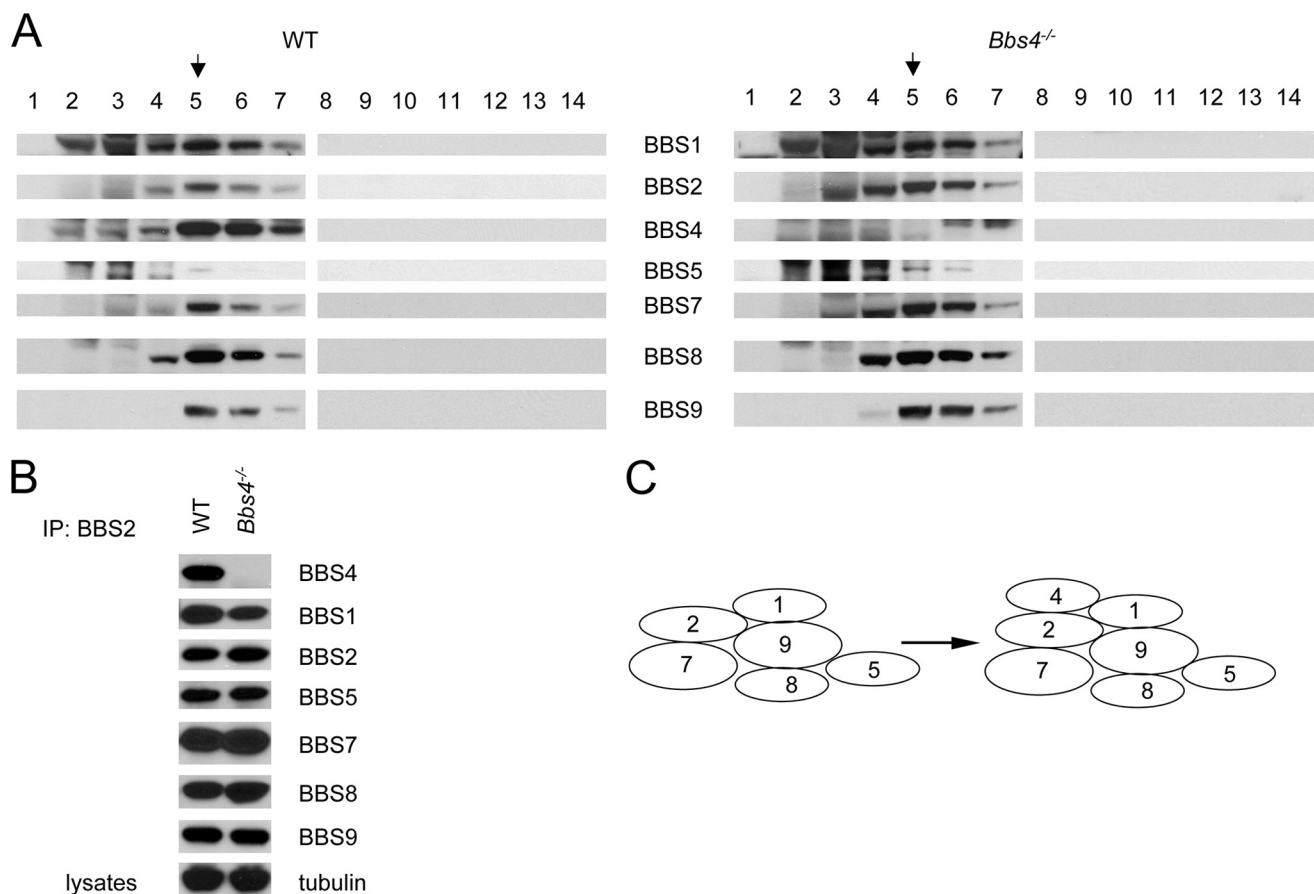 A
WT
Bbs4-/-
1 2 3 4 5 6 7 8 9 10 11 12 13 14
1 2 3 4 5 6 7 8 9 10 11 12 13 14
BBS1
BBS2
BBS4
BBS5
BBS7
BBS8
BBS9
B
IP: BBS2
WT
Bbs4-/-
BBS4
BBS1
BBS2
BBS5
BBS7
BBS8
BBS9
lysates tubulin
C
1
2
9
7
5
8
4
1
2
9
7
5
8